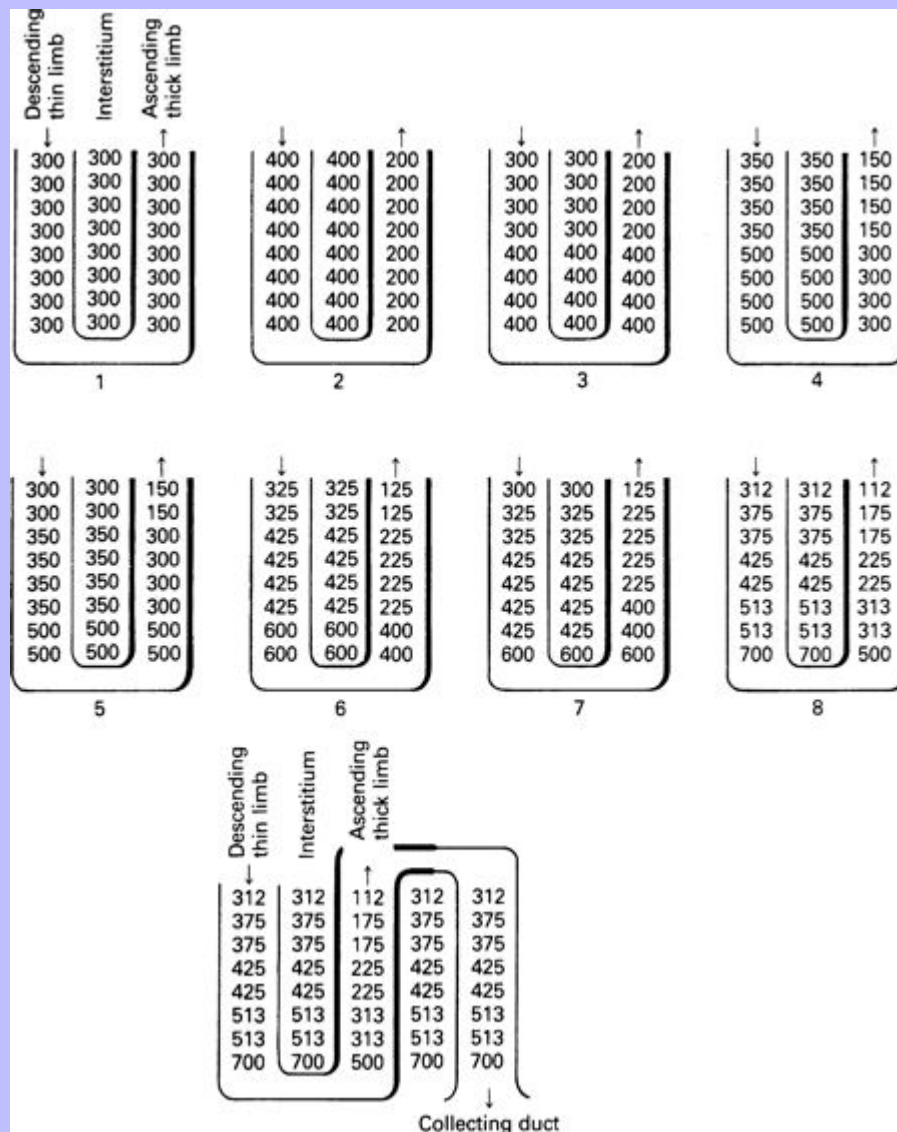 Descending thin limb
Interstitium
Ascending thick limb
300 300 300
300 300 300
300 300 300
300 300 300
300 300 300
300 300 300
300 300 300
300 300 300
1
400 400 200
400 400 200
400 400 200
400 400 200
400 400 200
400 400 200
400 400 200
400 400 200
2
300 300 200
300 300 200
300 300 200
300 300 200
400 400 400
400 400 400
400 400 400
400 400 400
3
350 350 150
350 350 150
350 350 150
350 350 150
500 500 300
500 500 300
500 500 300
500 500 300
4
300 300 150
300 300 150
350 350 300
350 350 300
350 350 300
350 350 300
500 500 500
500 500 500
5
325 325 125
325 325 125
425 425 225
425 425 225
425 425 225
425 425 225
600 600 400
600 600 400
6
300 300 125
325 325 225
325 325 225
425 425 225
425 425 225
425 425 400
425 425 400
600 600 600
7
312 312 112
375 375 175
375 375 175
425 425 225
425 425 225
513 513 313
513 513 313
700 700 500
8
Descending thin limb
Interstitium
Ascending thick limb
312 312 112 312 312
375 375 175 375 375
375 375 175 375 375
425 425 225 425 425
425 425 225 425 425
513 513 313 513 513
513 513 313 513 513
700 700 500 700 700
Collecting duct